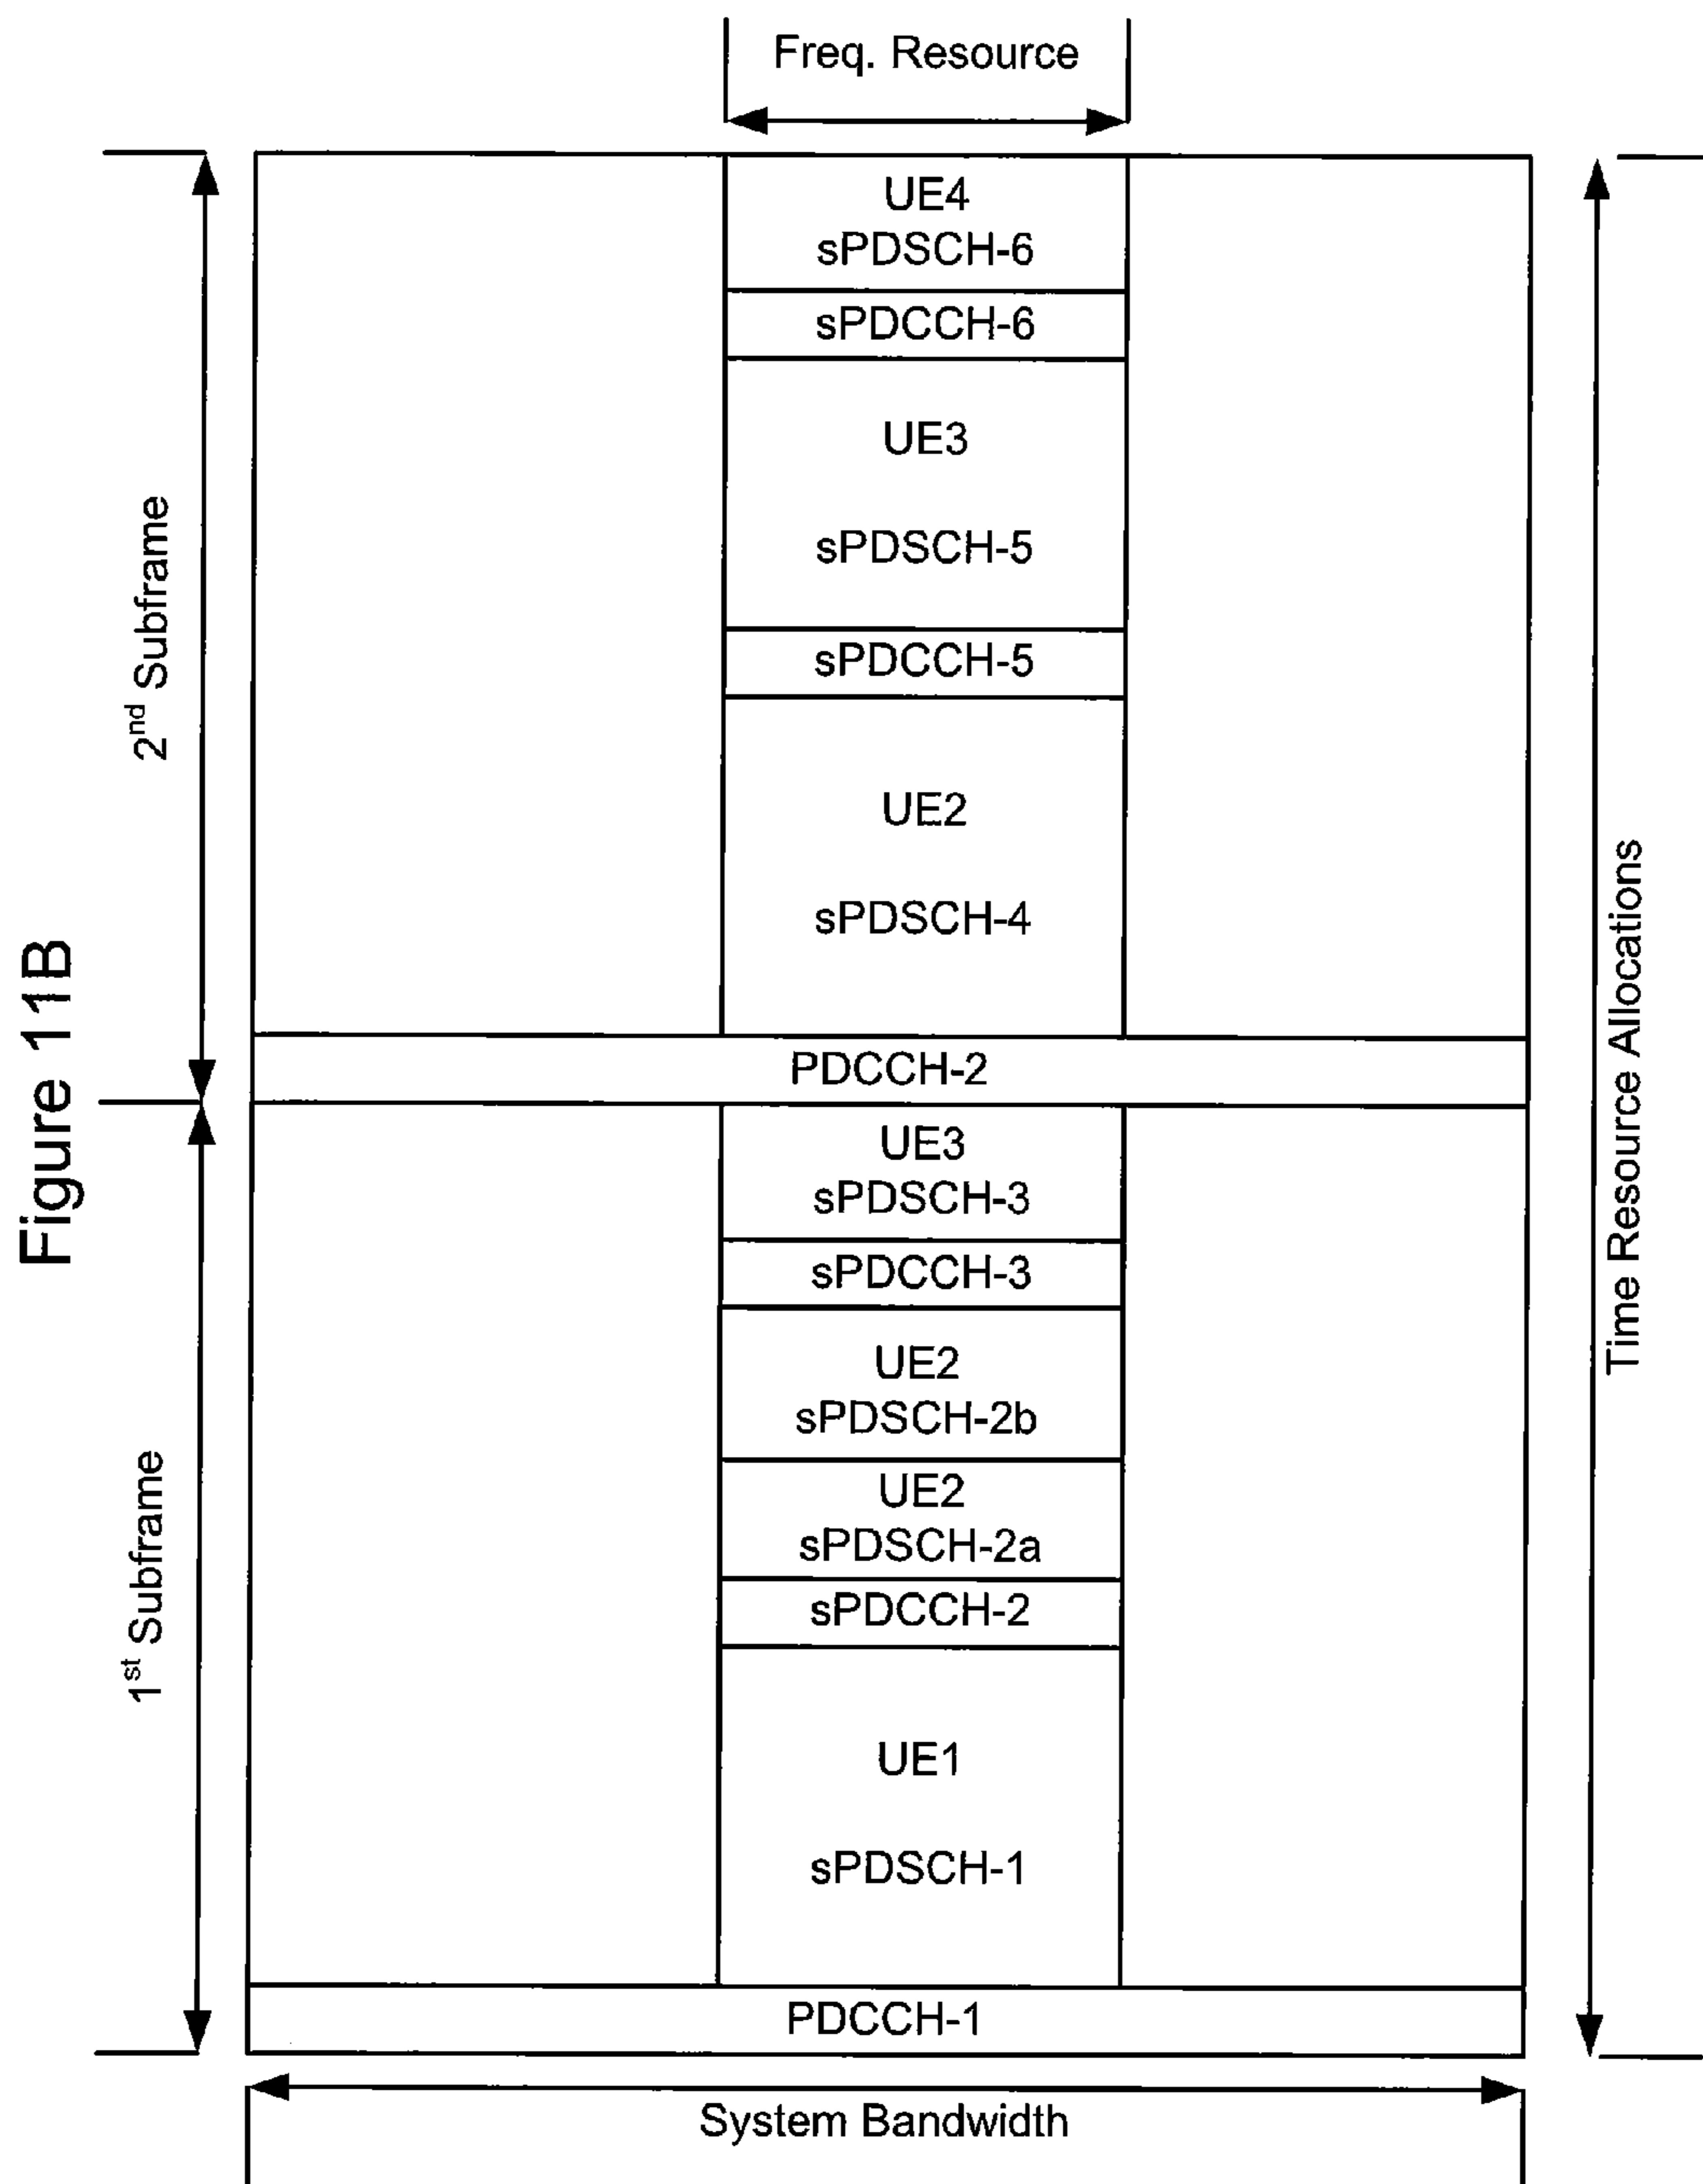 Freq. Resource
UE4
sPDSCH-6
sPDCCH-6
UE3
sPDSCH-5
sPDCCH-5
UE2
sPDSCH-4
PDCCH-2
UE3
sPDSCH-3
sPDCCH-3
UE2
sPDSCH-2b
UE2
sPDSCH-2a
sPDCCH-2
UE1
sPDSCH-1
PDCCH-1
System Bandwidth
2nd Subframe
1st Subframe
Figure 11B
Time Resource Allocations